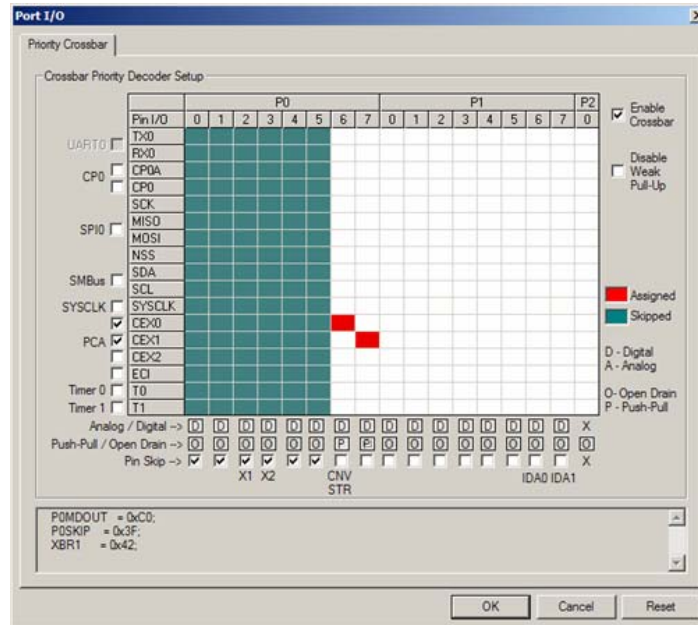 Port I/O
X
Priority Crossbar
Crossbar Priority Decoder Setup
P0 P1 P2
Pin I/O 0 1 2 3 4 5 6 7 0 1 2 3 4 5 6 7 0
UART0 TX0
RX0
CP0 CP0A
CP0
SPI0 SCK
MISO
MOSI
NSS
SMBus SDA
SCL
SYSCLK SYSCLK
PCA CEX0
CEX1
CEX2
ECI
Timer 0 T0
Timer 1 T1
Enable
Crossbar
Disable
Weak
Pull-Up
Assigned
Skipped
D - Digital
A - Analog
O- Open Drain
P - Push-Pull
Analog / Digital --> D D D D D D D D D D D D D D D D X
Push-Pull / Open Drain --> O O O O O O P P O O O O O O O O O
Pin Skip --> X
X1 X2 CNV IDA0 IDA1
STR
P0MDOUT = 0xC0;
P0SKIP = 0x3F;
XBR1 = 0x42;
OK Cancel Reset